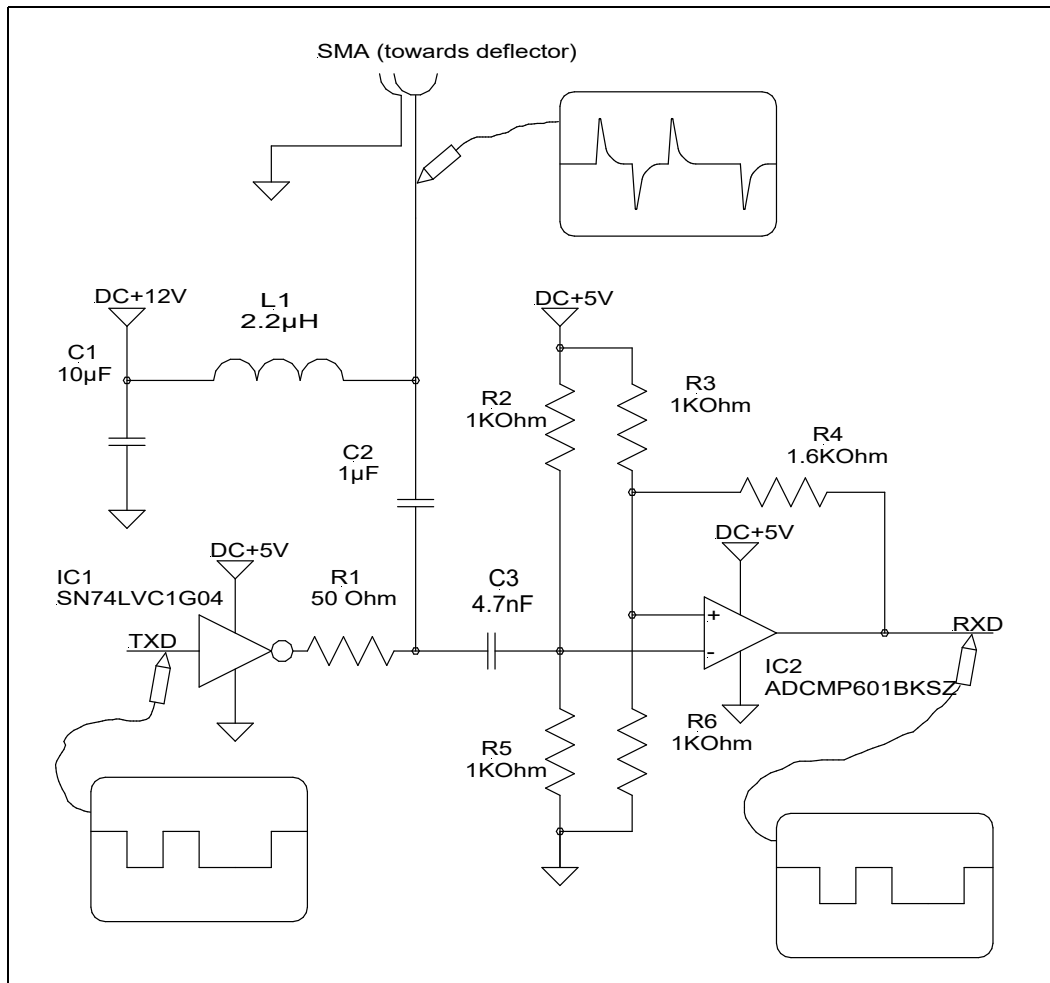 SMA (towards deflector)
DC+12V
L1
2.2µH
C1
10µF
DC+5V
R2
1KOhm
R3
1KOhm
R4
1.6KOhm
C2
1µF
DC+5V
DC+5V
IC1
SN74LVC1G04
R1
50 Ohm
C3
4.7nF
TXD
+
-
RXD
IC2
ADCMP601BKSZ
R5
1KOhm
R6
1KOhm